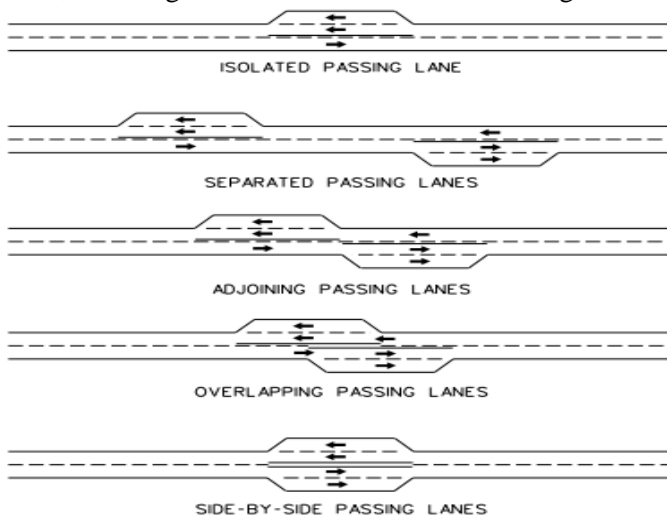 ISOLATED PASSING LANE
SEPARATED PASSING LANES
ADJOINING PASSING LANES
OVERLAPPING PASSING LANES
SIDE-BY-SIDE PASSING LANES